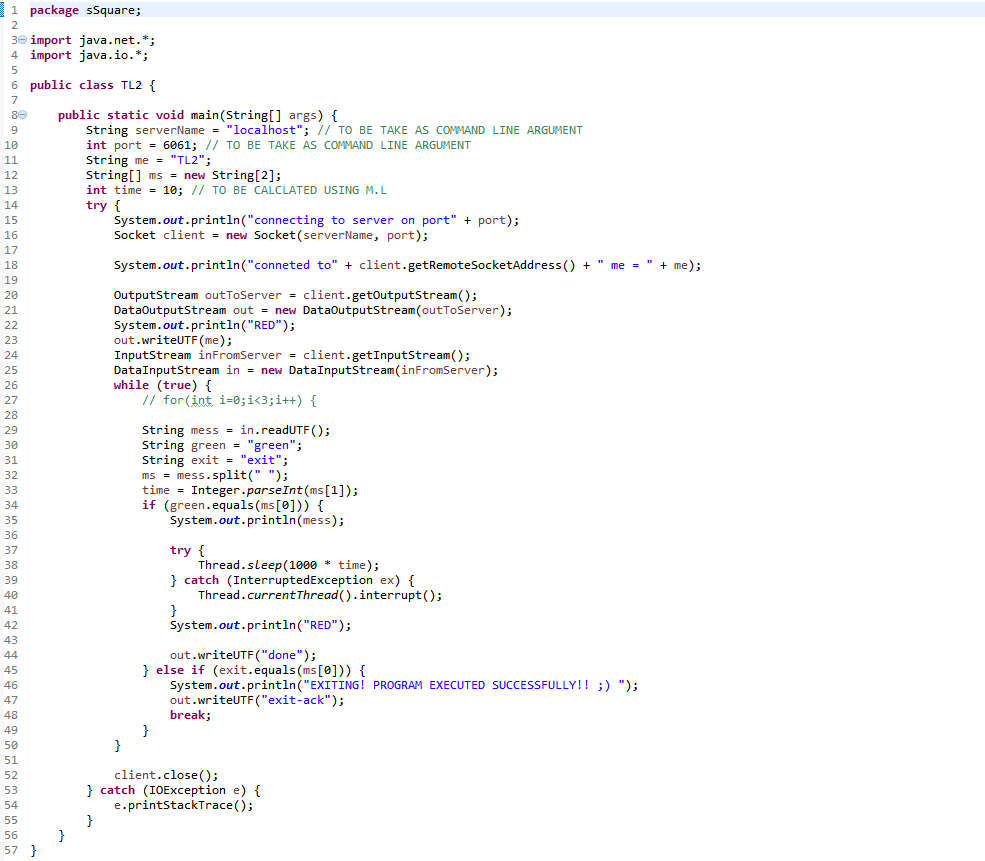 1 package sSquare;
2
3 import java.net.*;
4 import java.io.*;
5
6 public class TL2 {
7
8     public static void main(String[] args) {
9         String serverName = "localhost"; // TO BE TAKE AS COMMAND LINE ARGUMENT
10         int port = 6061; // TO BE TAKE AS COMMAND LINE ARGUMENT
11         String me = "TL2";
12         String[] ms = new String[2];
13         int time = 10; // TO BE CALCLATED USING M.L
14         try {
15             System.out.println("connecting to server on port" + port);
16             Socket client = new Socket(serverName, port);
17
18             System.out.println("conneted to" + client.getRemoteSocketAddress() + " me = " + me);
19
20             OutputStream outToServer = client.getOutputStream();
21             DataOutputStream out = new DataOutputStream(outToServer);
22             System.out.println("RED");
23             out.writeUTF(me);
24             InputStream inFromServer = client.getInputStream();
25             DataInputStream in = new DataInputStream(inFromServer);
26             while (true) {
27                 // for(int i=0;i<3;i++) {
28
29                 String mess = in.readUTF();
30                 String green = "green";
31                 String exit = "exit";
32                 ms = mess.split(" ");
33                 time = Integer.parseInt(ms[1]);
34                 if (green.equals(ms[0])) {
35                     System.out.println(mess);
36
37                     try {
38                         Thread.sleep(1000 * time);
39                     } catch (InterruptedException ex) {
40                         Thread.currentThread().interrupt();
41                     }
42                     System.out.println("RED");
43
44                     out.writeUTF("done");
45                 } else if (exit.equals(ms[0])) {
46                     System.out.println("EXITING! PROGRAM EXECUTED SUCCESSFULLY!! ;) ");
47                     out.writeUTF("exit-ack");
48                     break;
49                 }
50             }
51
52             client.close();
53         } catch (IOException e) {
54             e.printStackTrace();
55         }
56     }
57 }